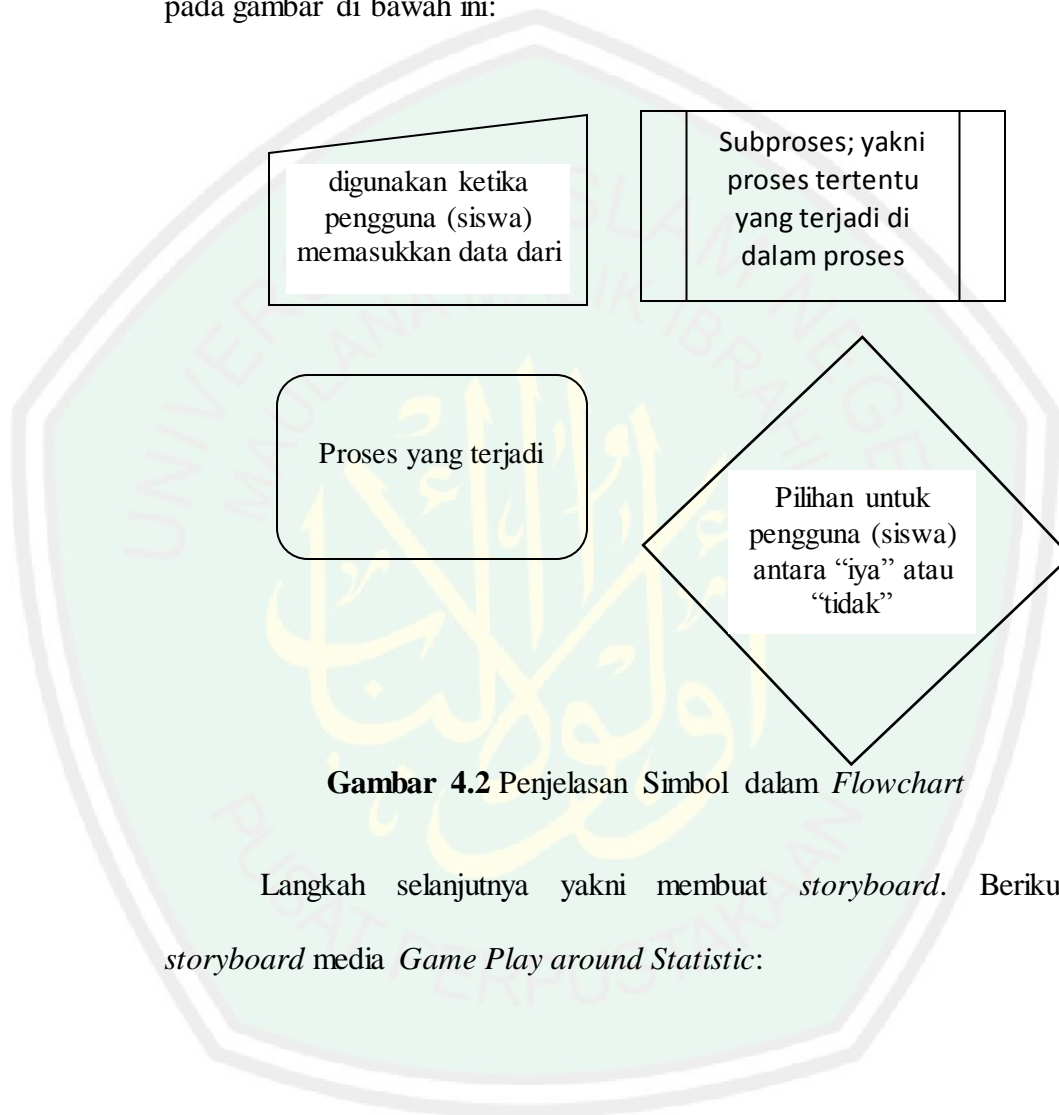 pada gambar di bawah ini:
digunakan ketika
pengguna (siswa)
memasukkan data dari
Subproses; yakni
proses tertentu
yang terjadi di
dalam proses
Proses yang terjadi
Pilihan untuk
pengguna (siswa)
antara “iya” atau
“tidak”
Gambar 4.2 Penjelasan Simbol dalam Flowchart
Langkah selanjutnya yakni membuat storyboard. Beriku
storyboard media Game Play around Statistic:
PUSAT PERPUSTAKAAN